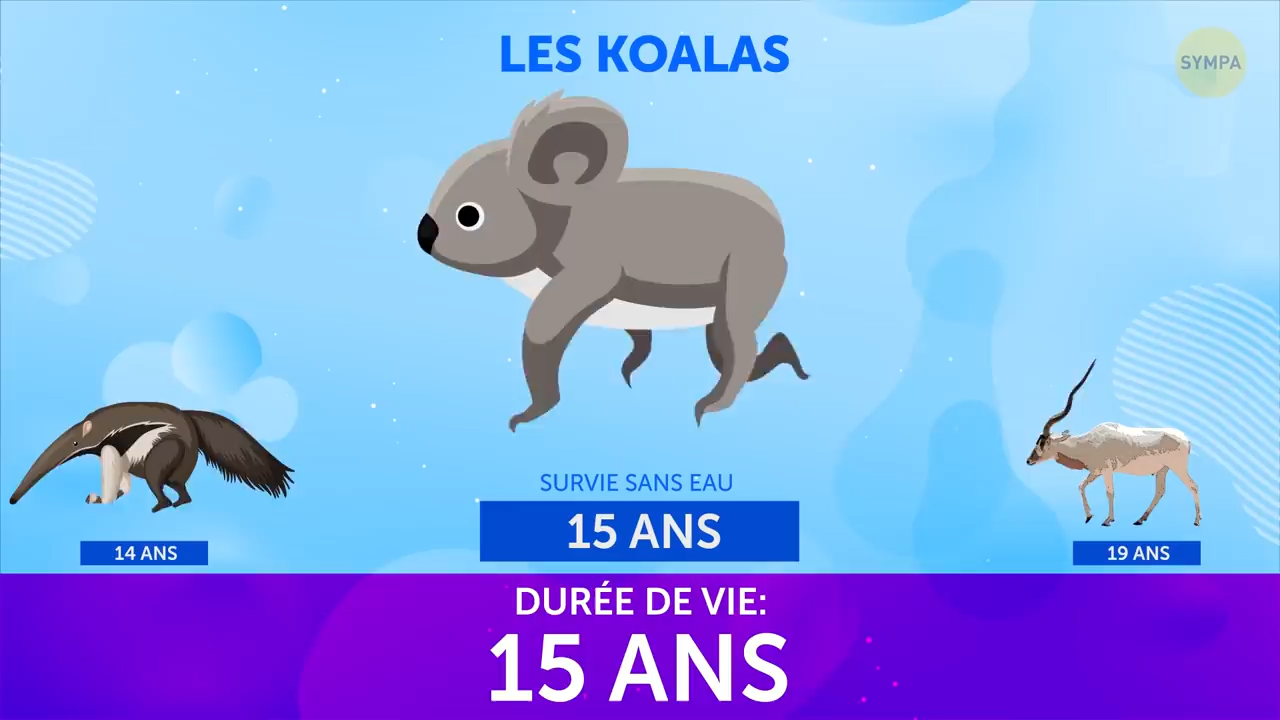 LES KOALAS
SYMPA
SURVIE SANS EAU
15 ANS
14 ANS
19 ANS
DURÉE DE VIE:
15 ANS